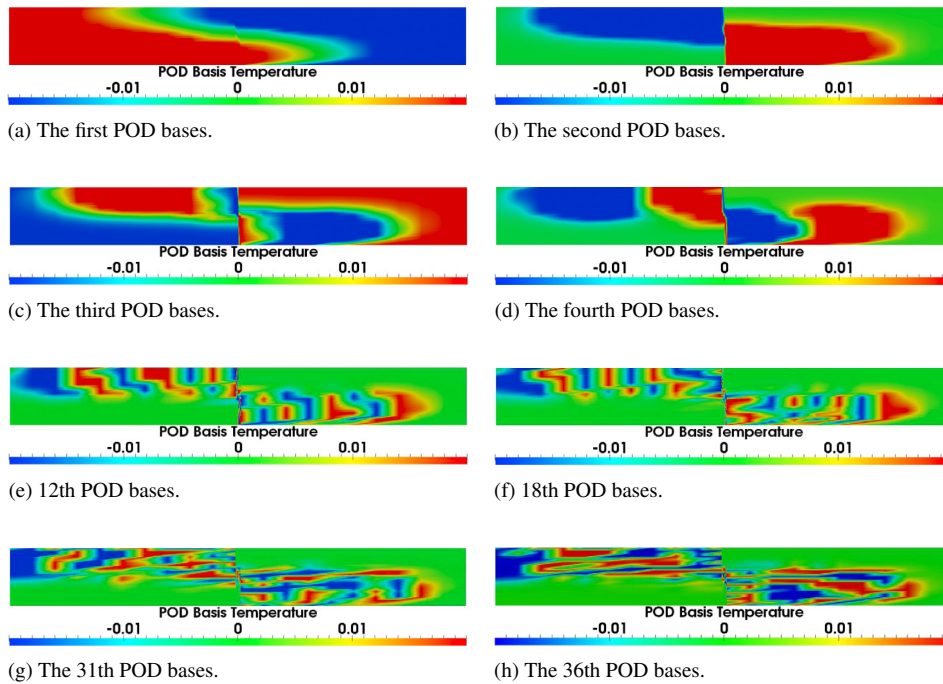 POD Basis Temperature POD Basis Temperature
-0.01 0 0.01 -0.01 0 0.01
(a) The first POD bases. (b) The second POD bases.
POD Basis Temperature POD Basis Temperature
-0.01 0 0.01 -0.01 0 0.01
(c) The third POD bases. (d) The fourth POD bases.
POD Basis Temperature POD Basis Temperature
-0.01 0 0.01 -0.01 0 0.01
(e) 12th POD bases. (f) 18th POD bases.
POD Basis Temperature POD Basis Temperature
-0.01 0 0.01 -0.01 0 0.01
(g) The 31th POD bases. (h) The 36th POD bases.